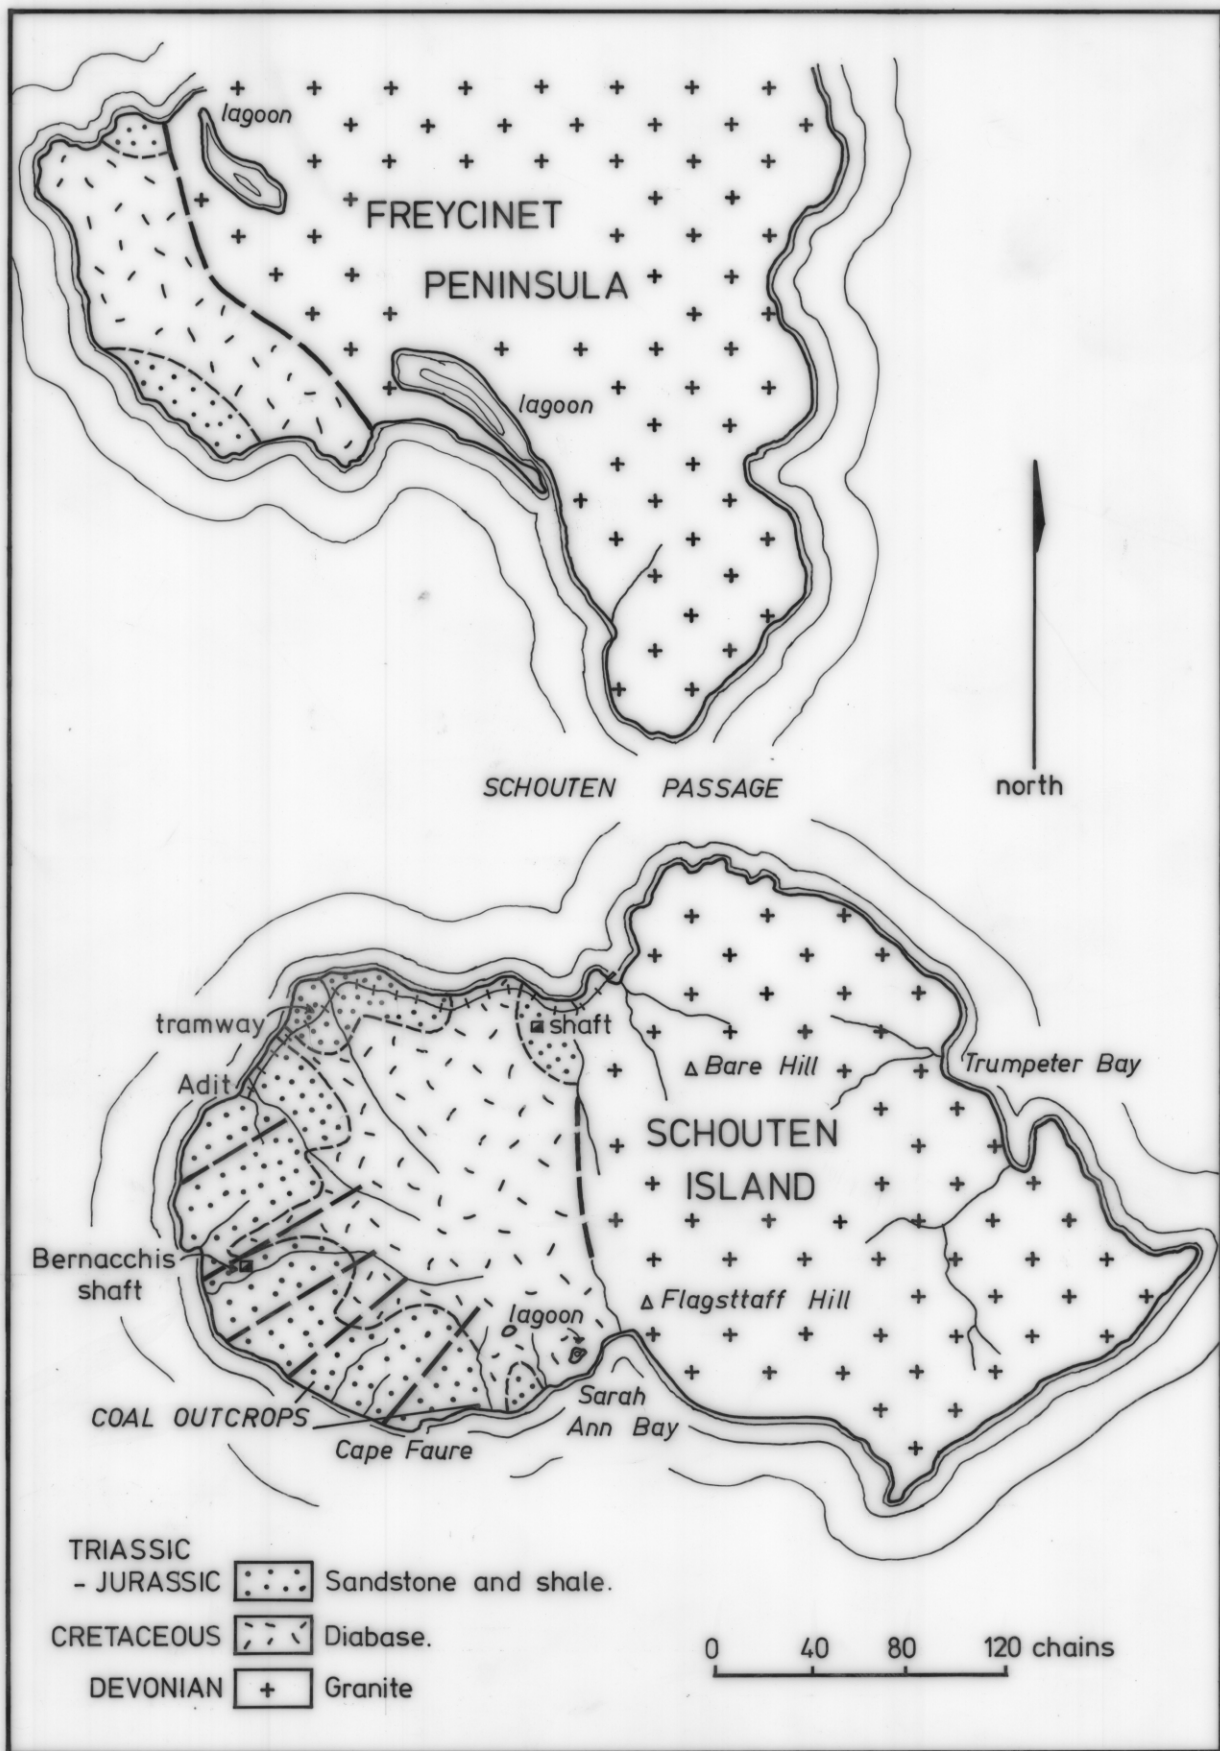 lagoon
FREYCINET
PENINSULA
lagoon
north
SCHOUTEN PASSAGE
tramway
shaft
Adit
Bare Hill
Trumpeter Bay
SCHOUTEN
ISLAND
Bernacchis
shaft
Flagsttaff Hill
lagoon
Sarah
Ann Bay
COAL OUTCROPS
Cape Faure
TRIASSIC
- JURASSIC
Sandstone and shale.
CRETACEOUS
Diabase.
DEVONIAN
Granite
0 40 80 120 chains